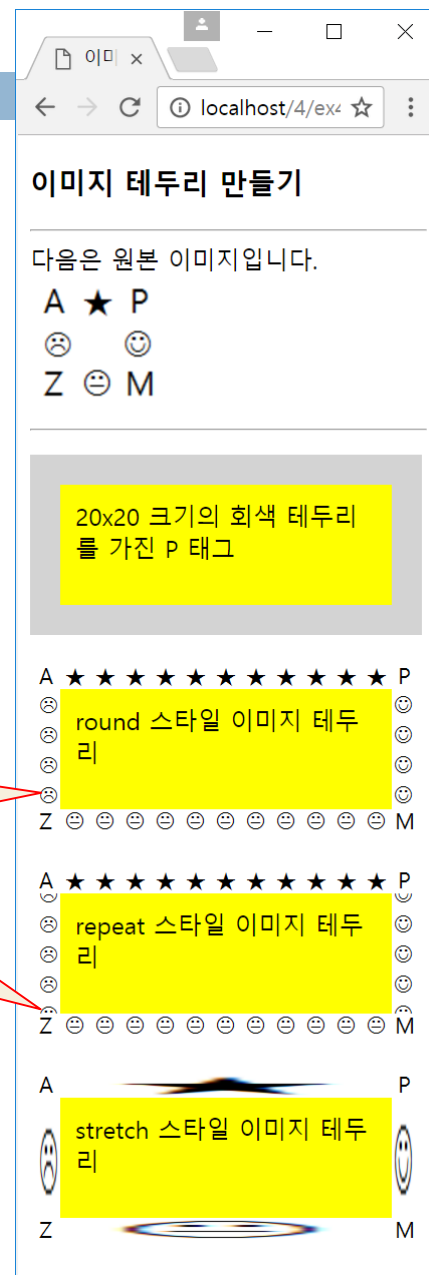 이미
localhost/4/ex4
이미지 테두리 만들기
다음은 원본 이미지입니다.
A ★ P
☹ ☺
Z 😐 M
20x20 크기의 회색 테두리
를 가진 P 태그
A ★ ★ ★ ★ ★ ★ ★ ★ ★ ★ ★ P
round 스타일 이미지 테두
리
Z 😐 😐 😐 😐 😐 😐 😐 😐 😐 😐 😐 M
A ★ ★ ★ ★ ★ ★ ★ ★ ★ ★ ★ P
repeat 스타일 이미지 테두
리
Z 😐 😐 😐 😐 😐 😐 😐 😐 😐 😐 😐 M
A P
stretch 스타일 이미지 테두
리
Z M